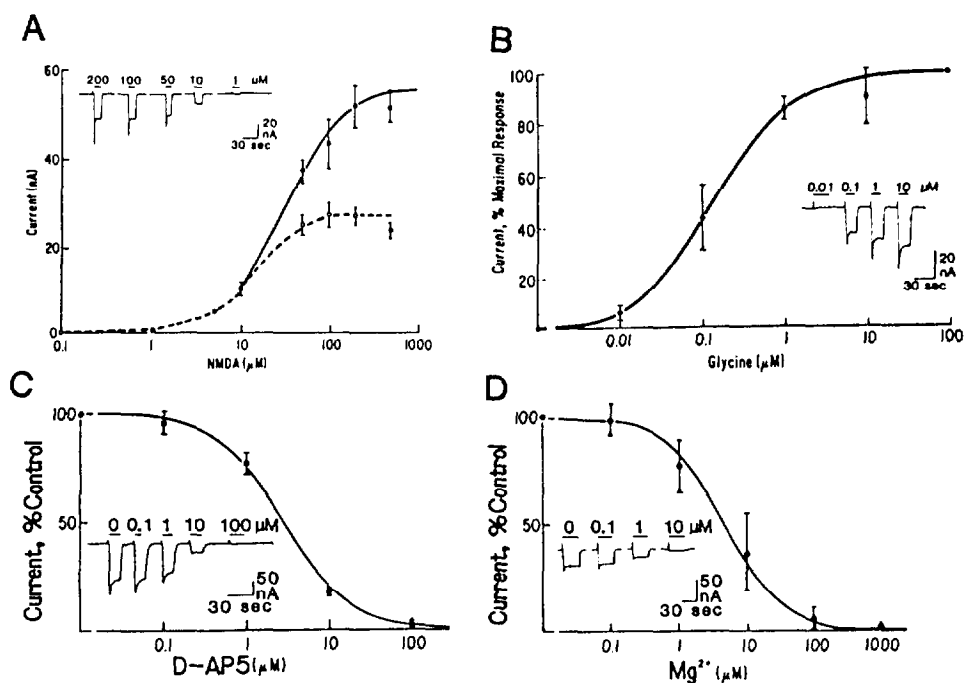 A
60
200 100 50 10 1 μM
20
nA
30 sec
40
20
0
Current (nA)
0.1 1 10 100 1000
NMDA (μM)
B
100
80
60
40
20
Current, % Maximal Response
0.01 0.1 1 10 μM
20
nA
30 sec
0.01 0.1 1 10 100
Glycine (μM)
C
100
50
Current, % Control
0 0.1 1 10 100 μM
50
nA
30 sec
0.1 1 10 100
D-AP5 (μM)
D
100
50
Current, % Control
0 0.1 1 10 μM
50
nA
30 sec
0.1 1 10 100 1000
Mg²⁺ (μM)